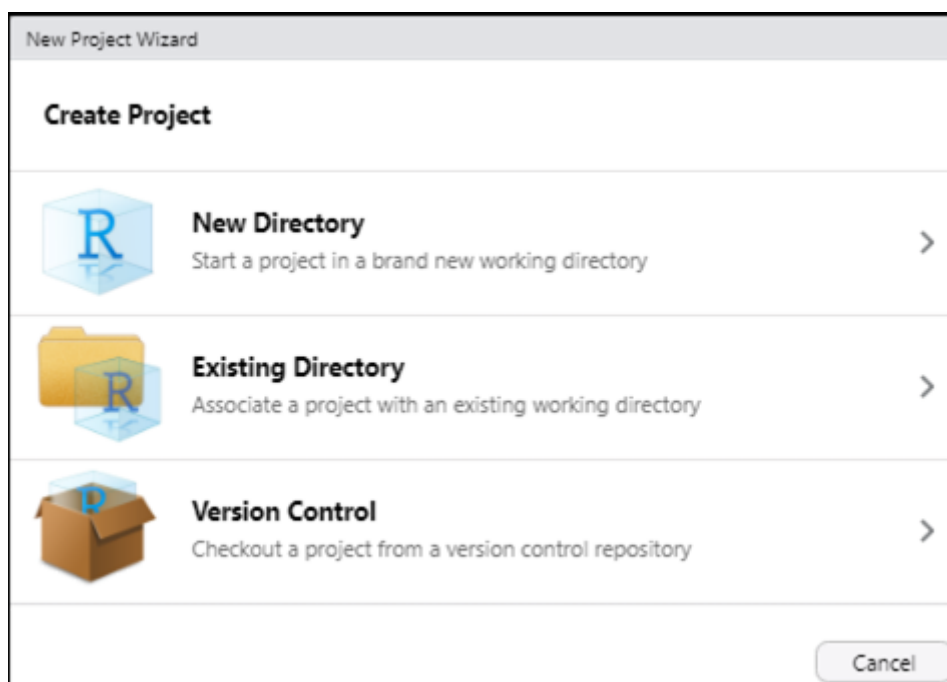 New Project Wizard
Create Project
R
New Directory
Start a project in a brand new working directory
R
Existing Directory
Associate a project with an existing working directory
R
Version Control
Checkout a project from a version control repository
Cancel